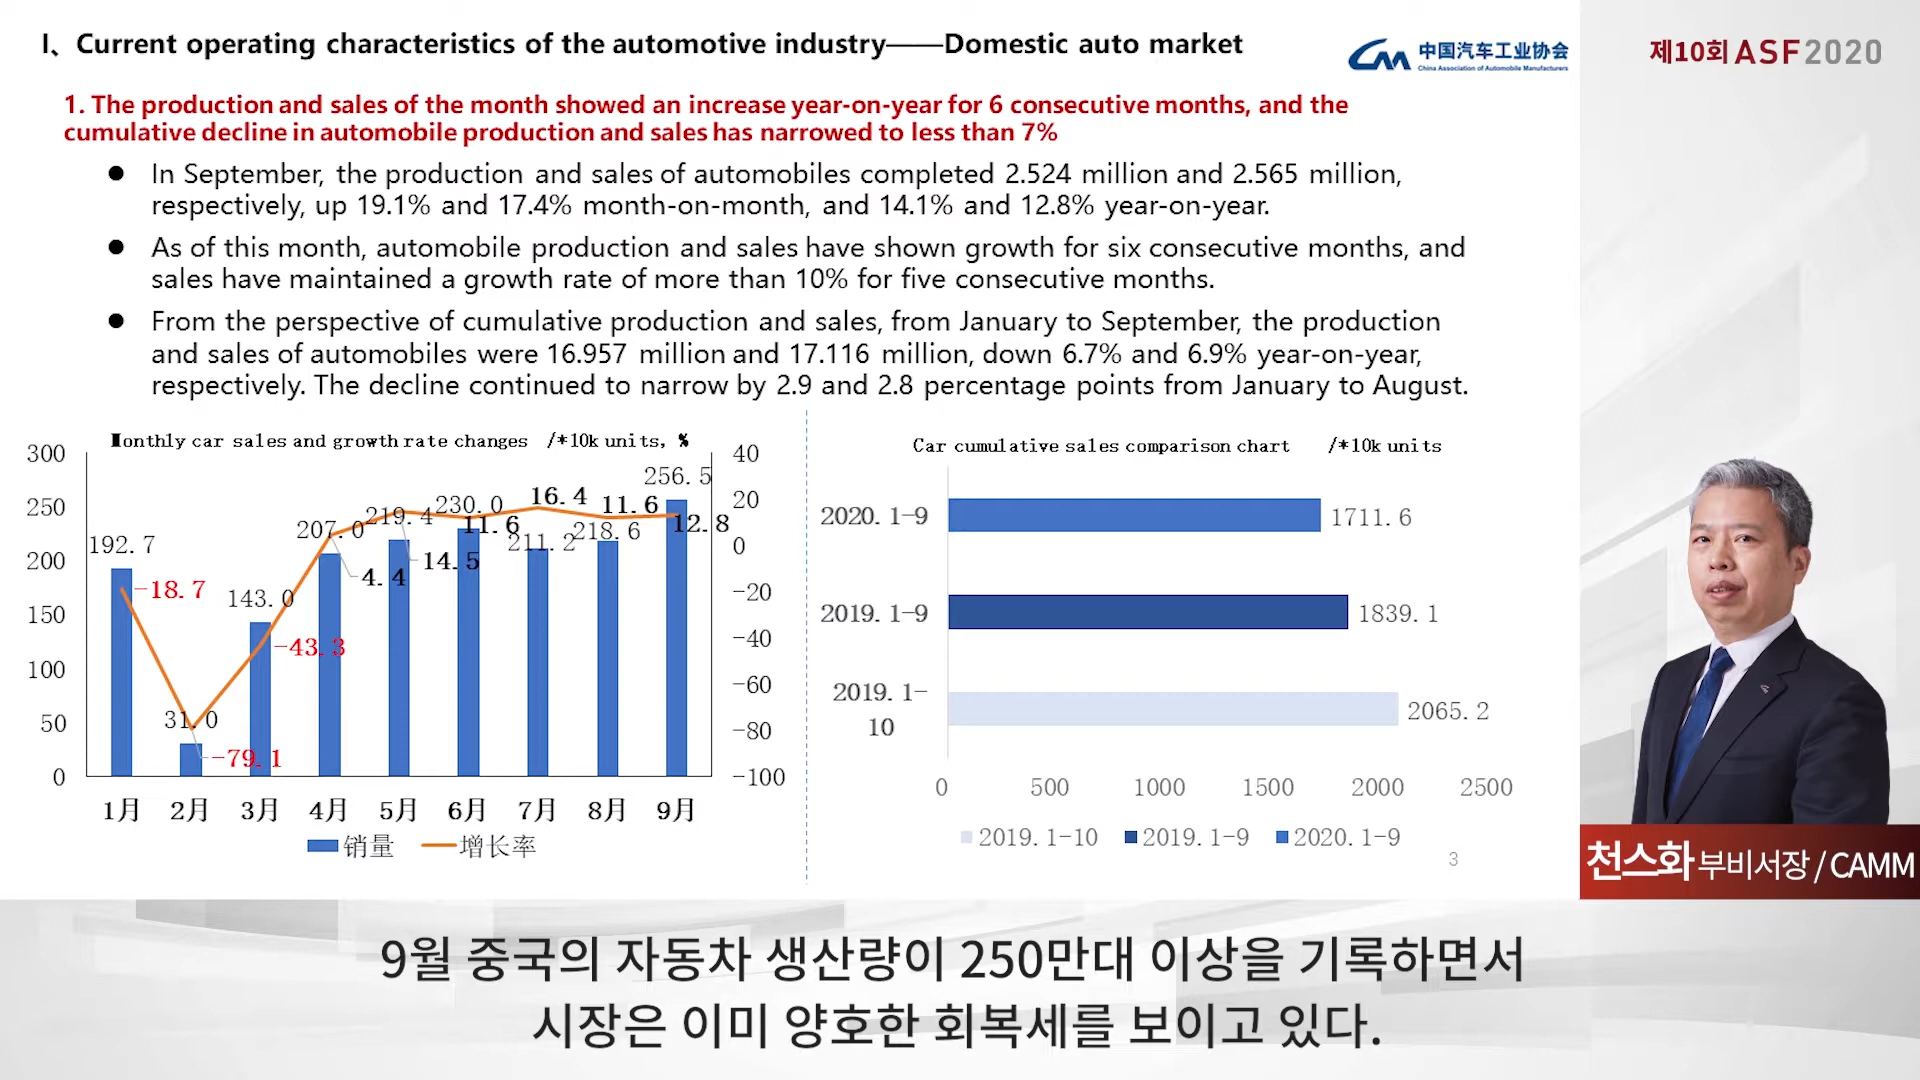 I、Current operating characteristics of the automotive industry——Domestic auto market
CAM 中国汽车工业协会
China Association of Automobile Manufacturers
제10회 ASF 2020
1. The production and sales of the month showed an increase year-on-year for 6 consecutive months, and the
cumulative decline in automobile production and sales has narrowed to less than 7%
● In September, the production and sales of automobiles completed 2.524 million and 2.565 million,
respectively, up 19.1% and 17.4% month-on-month, and 14.1% and 12.8% year-on-year.
● As of this month, automobile production and sales have shown growth for six consecutive months, and
sales have maintained a growth rate of more than 10% for five consecutive months.
● From the perspective of cumulative production and sales, from January to September, the production
and sales of automobiles were 16.957 million and 17.116 million, down 6.7% and 6.9% year-on-year,
respectively. The decline continued to narrow by 2.9 and 2.8 percentage points from January to August.
Monthly car sales and growth rate changes /*10k units, %
300
250
200
150
100
50
0
40
20
0
-20
-40
-60
-80
-100
192.7
31.0
143.0
207.0
219.4
230.0
211.2
218.6
256.5
-18.7
-79.1
-43.3
4.4
14.5
11.6
16.4
11.6
12.8
1月 2月 3月 4月 5月 6月 7月 8月 9月
销量 增长率
Car cumulative sales comparison chart /*10k units
2020.1-9 1711.6
2019.1-9 1839.1
2019.1-
10
2065.2
0 500 1000 1500 2000 2500
2019.1-10 2019.1-9 2020.1-9
3
천스화 부비서장 / CAMM
9월 중국의 자동차 생산량이 250만대 이상을 기록하면서
시장은 이미 양호한 회복세를 보이고 있다.